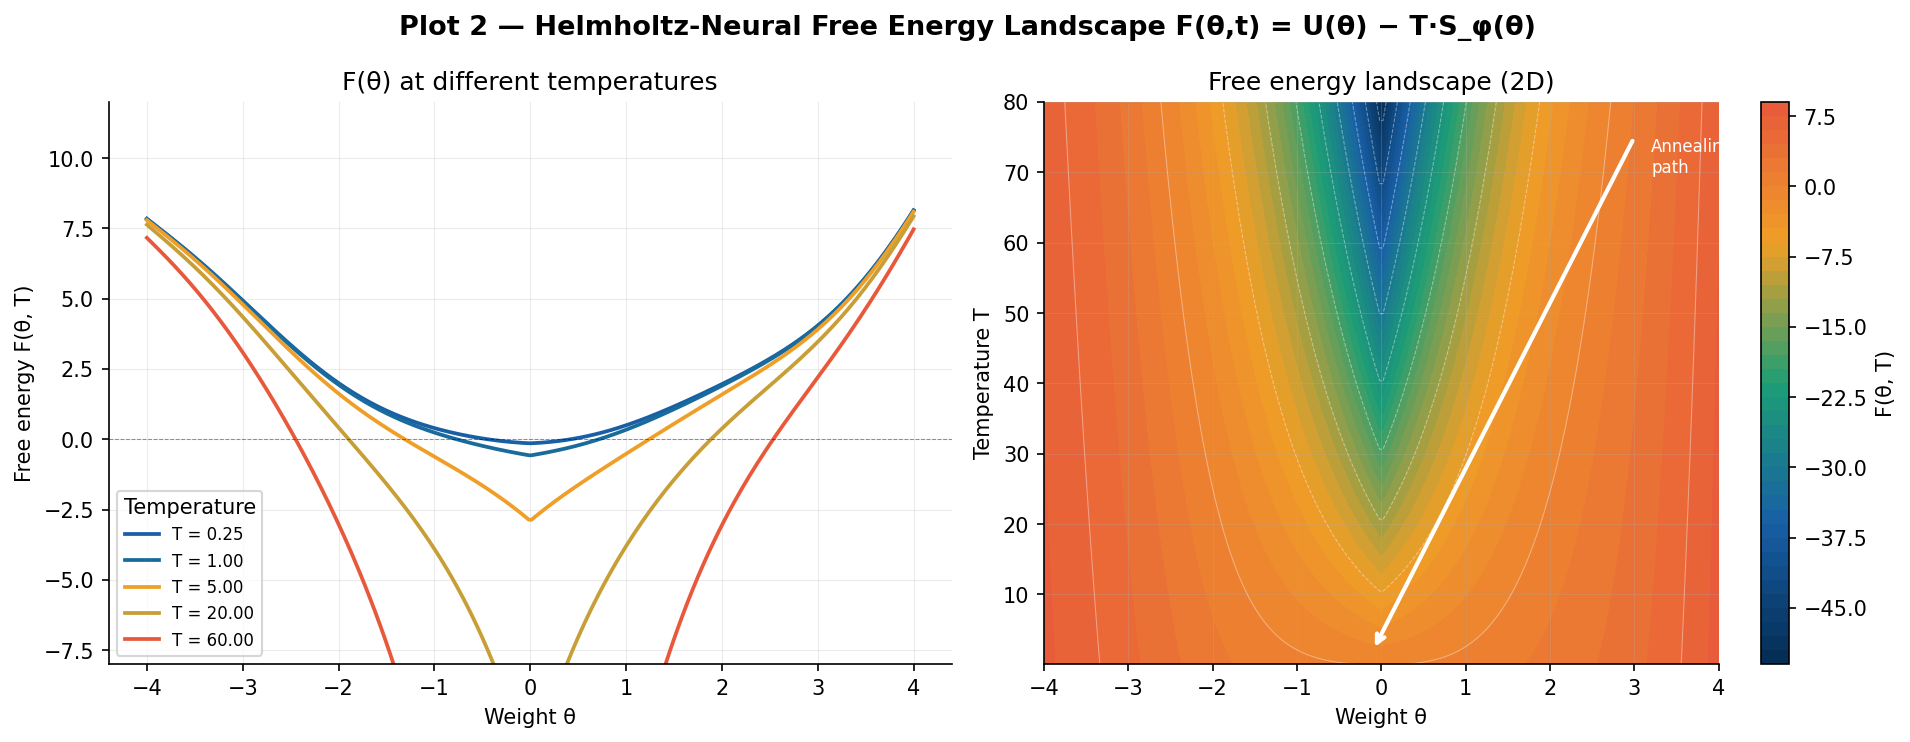 Plot 2 — Helmholtz-Neural Free Energy Landscape F(θ,t) = U(θ) − T·S_φ(θ)
F(θ) at different temperatures
10.0
7.5
5.0
2.5
0.0
−2.5
−5.0
−7.5
Free energy F(θ, T)
Temperature
T = 0.25
T = 1.00
T = 5.00
T = 20.00
T = 60.00
−4 −3 −2 −1 0 1 2 3 4
Weight θ
Free energy landscape (2D)
80
70
60
50
40
30
20
10
Temperature T
Annealin
path
−4 −3 −2 −1 0 1 2 3 4
Weight θ
7.5
0.0
−7.5
−15.0
−22.5
−30.0
−37.5
−45.0
F(θ, T)